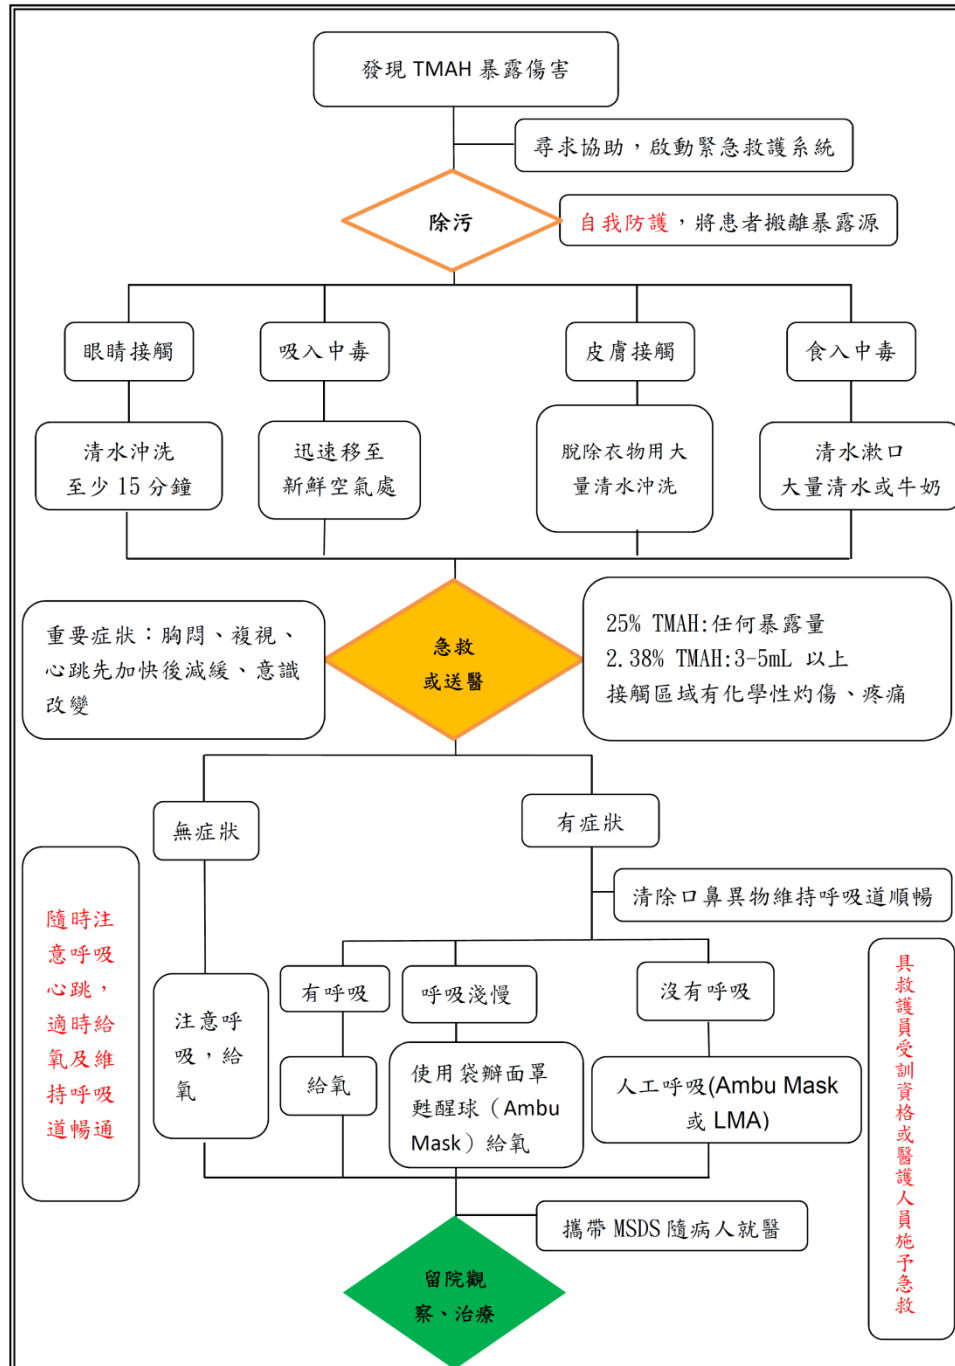 發現 TMAH 暴露傷害
尋求協助，啟動緊急救護系統
除污
自我防護，將患者搬離暴露源
眼睛接觸
吸入中毒
皮膚接觸
食入中毒
清水沖洗
至少 15 分鐘
迅速移至
新鮮空氣處
脫除衣物用大
量清水沖洗
清水漱口
大量清水或牛奶
重要症狀：胸悶、複視、
心跳先加快後減緩、意識
改變
急救
或送醫
25% TMAH:任何暴露量
2.38% TMAH:3-5mL 以上
接觸區域有化學性灼傷、疼痛
無症狀
有症狀
清除口鼻異物維持呼吸道順暢
隨時注
意呼吸
心跳，
適時給
氧及維
持呼吸
道暢通
注意呼
吸，給
氧
有呼吸
呼吸淺慢
沒有呼吸
給氧
使用袋瓣面罩
甦醒球（Ambu
Mask）給氧
人工呼吸(Ambu Mask
或 LMA)
具救護員受訓資格或醫護人員施予急救
攜帶 MSDS 隨病人就醫
留院觀
察、治療